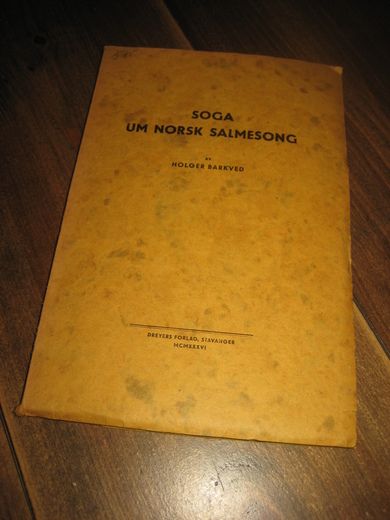 SOGA
UM NORSK SALMESONG
AV
HOLGER BARKVED
DREYERS FORLAG, STAVANGER
MCMXXXVI